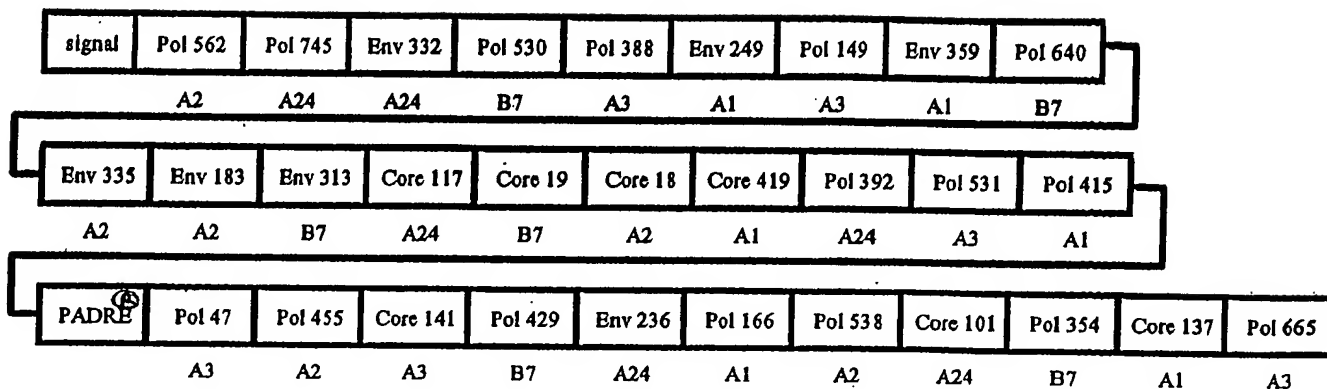 signal Pol 562 Pol 745 Env 332 Pol 530 Pol 388 Env 249 Pol 149 Env 359 Pol 640
A2 A24 A24 B7 A3 A1 A3 A1 B7
Env 335 Env 183 Env 313 Core 117 Core 19 Core 18 Core 419 Pol 392 Pol 531 Pol 415
A2 A2 B7 A24 B7 A2 A1 A24 A3 A1
PADRE® Pol 47 Pol 455 Core 141 Pol 429 Env 236 Pol 166 Pol 538 Core 101 Pol 354 Core 137 Pol 665
A3 A2 A3 B7 A24 A1 A2 A24 B7 A1 A3